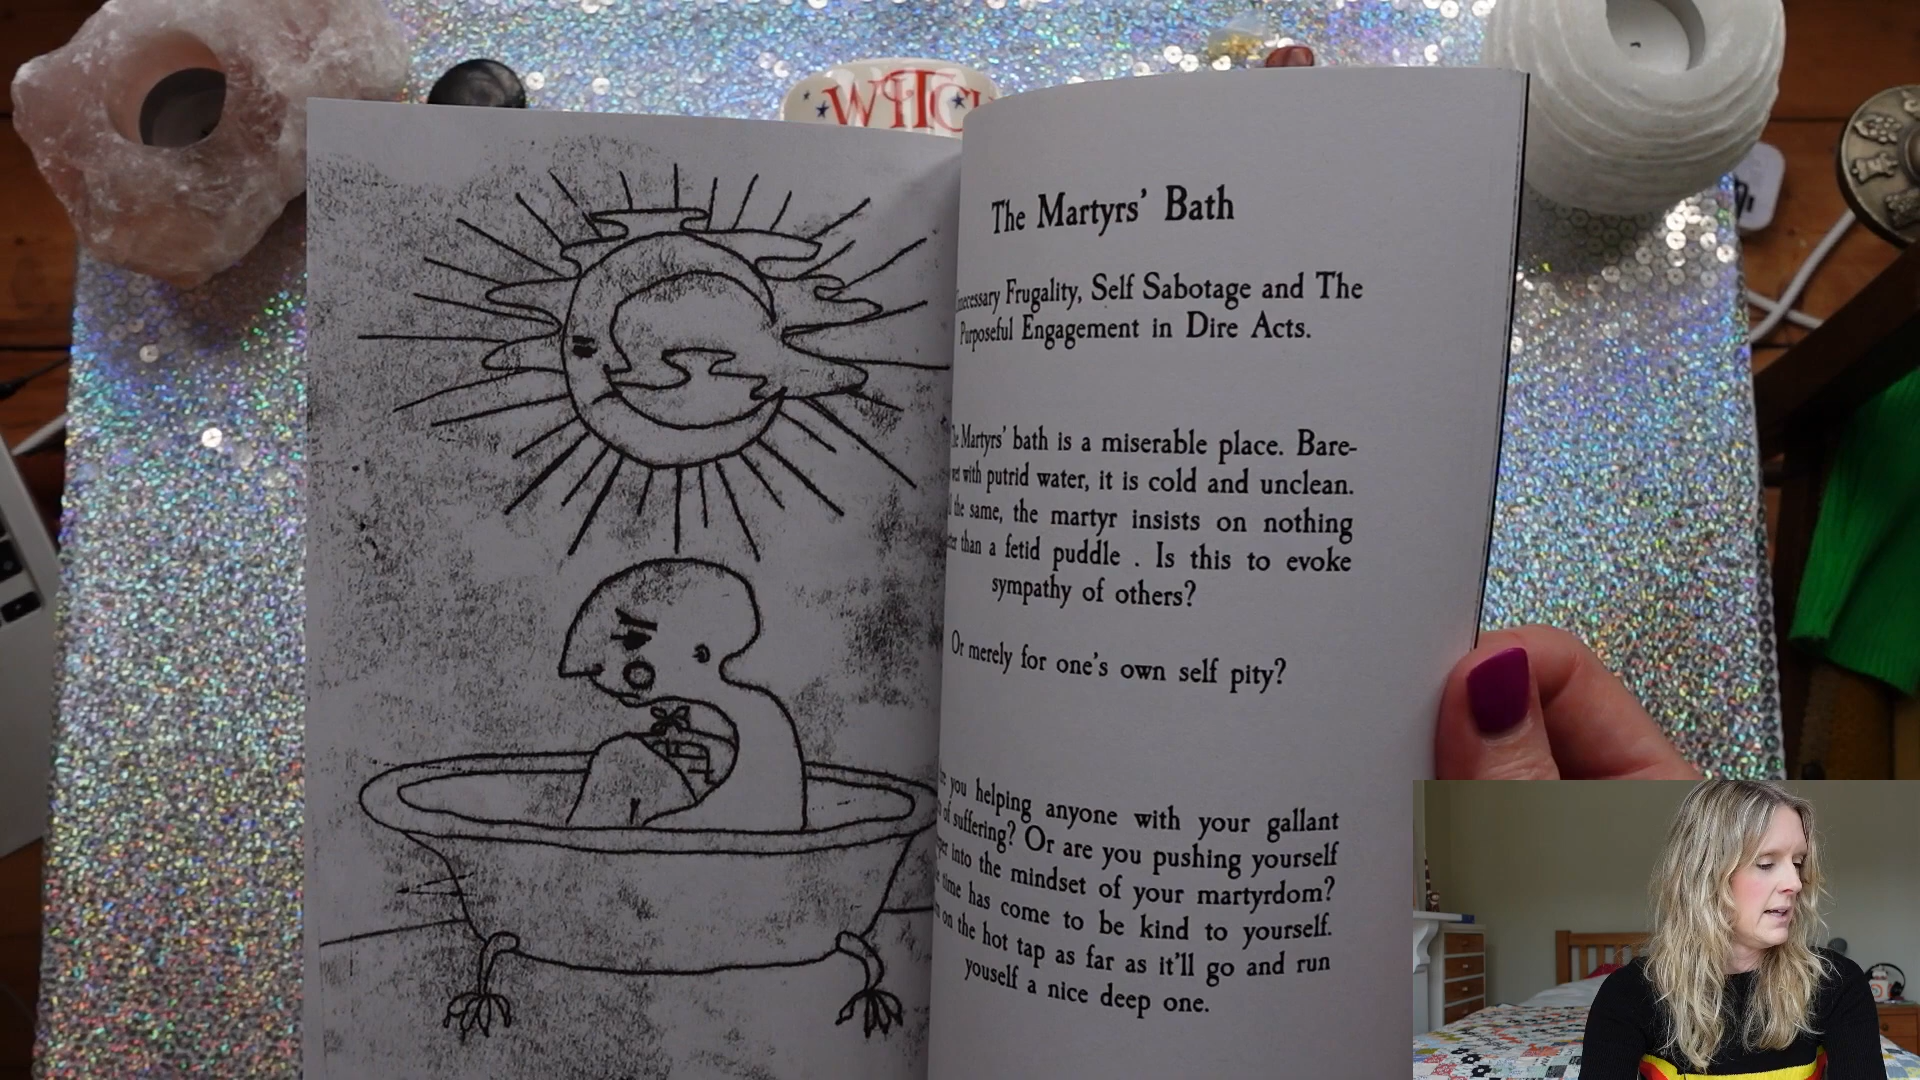 WITCH
The Martyrs' Bath
Frugality, Self Sabotage and The
Purposeful Engagement in Dire Acts.
Martyrs' bath is a miserable place. Bare-
with putrid water, it is cold and unclean.
the same, the martyr insists on nothing
than a fetid puddle . Is this to evoke
sympathy of others?
Or merely for one's own self pity?
you helping anyone with your gallant
of suffering? Or are you pushing yourself
into the mindset of your martyrdom?
time has come to be kind to yourself.
on the hot tap as far as it'll go and run
youself a nice deep one.